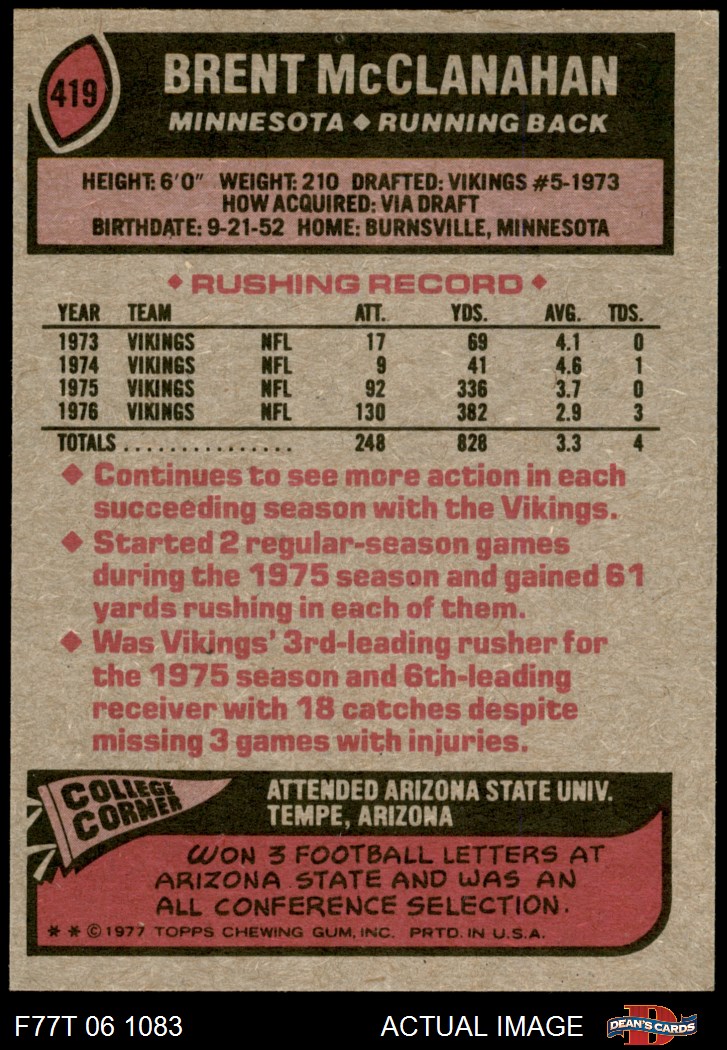 419
BRENT McCLANAHAN
MINNESOTA ◆ RUNNING BACK
HEIGHT: 6'0" WEIGHT: 210 DRAFTED: VIKINGS #5-1973
HOW ACQUIRED: VIA DRAFT
BIRTHDATE: 9-21-52 HOME: BURNSVILLE, MINNESOTA
◆ RUSHING RECORD ◆
YEAR TEAM ATT. YDS. AVG. TDS.
1973 VIKINGS NFL 17 69 4.1 0
1974 VIKINGS NFL 9 41 4.6 1
1975 VIKINGS NFL 92 336 3.7 0
1976 VIKINGS NFL 130 382 2.9 3
TOTALS ................ 248 828 3.3 4
◆ Continues to see more action in each
succeeding season with the Vikings.
◆ Started 2 regular-season games
during the 1975 season and gained 61
yards rushing in each of them.
◆ Was Vikings' 3rd-leading rusher for
the 1975 season and 6th-leading
receiver with 18 catches despite
missing 3 games with injuries.
COLLEGE
CORNER
ATTENDED ARIZONA STATE UNIV.
TEMPE, ARIZONA
WON 3 FOOTBALL LETTERS AT
ARIZONA STATE AND WAS AN
ALL CONFERENCE SELECTION.
* * © 1977 TOPPS CHEWING GUM, INC. PRTD. IN U.S.A.
F77T 06 1083 ACTUAL IMAGE
D
DEAN'S CARDS